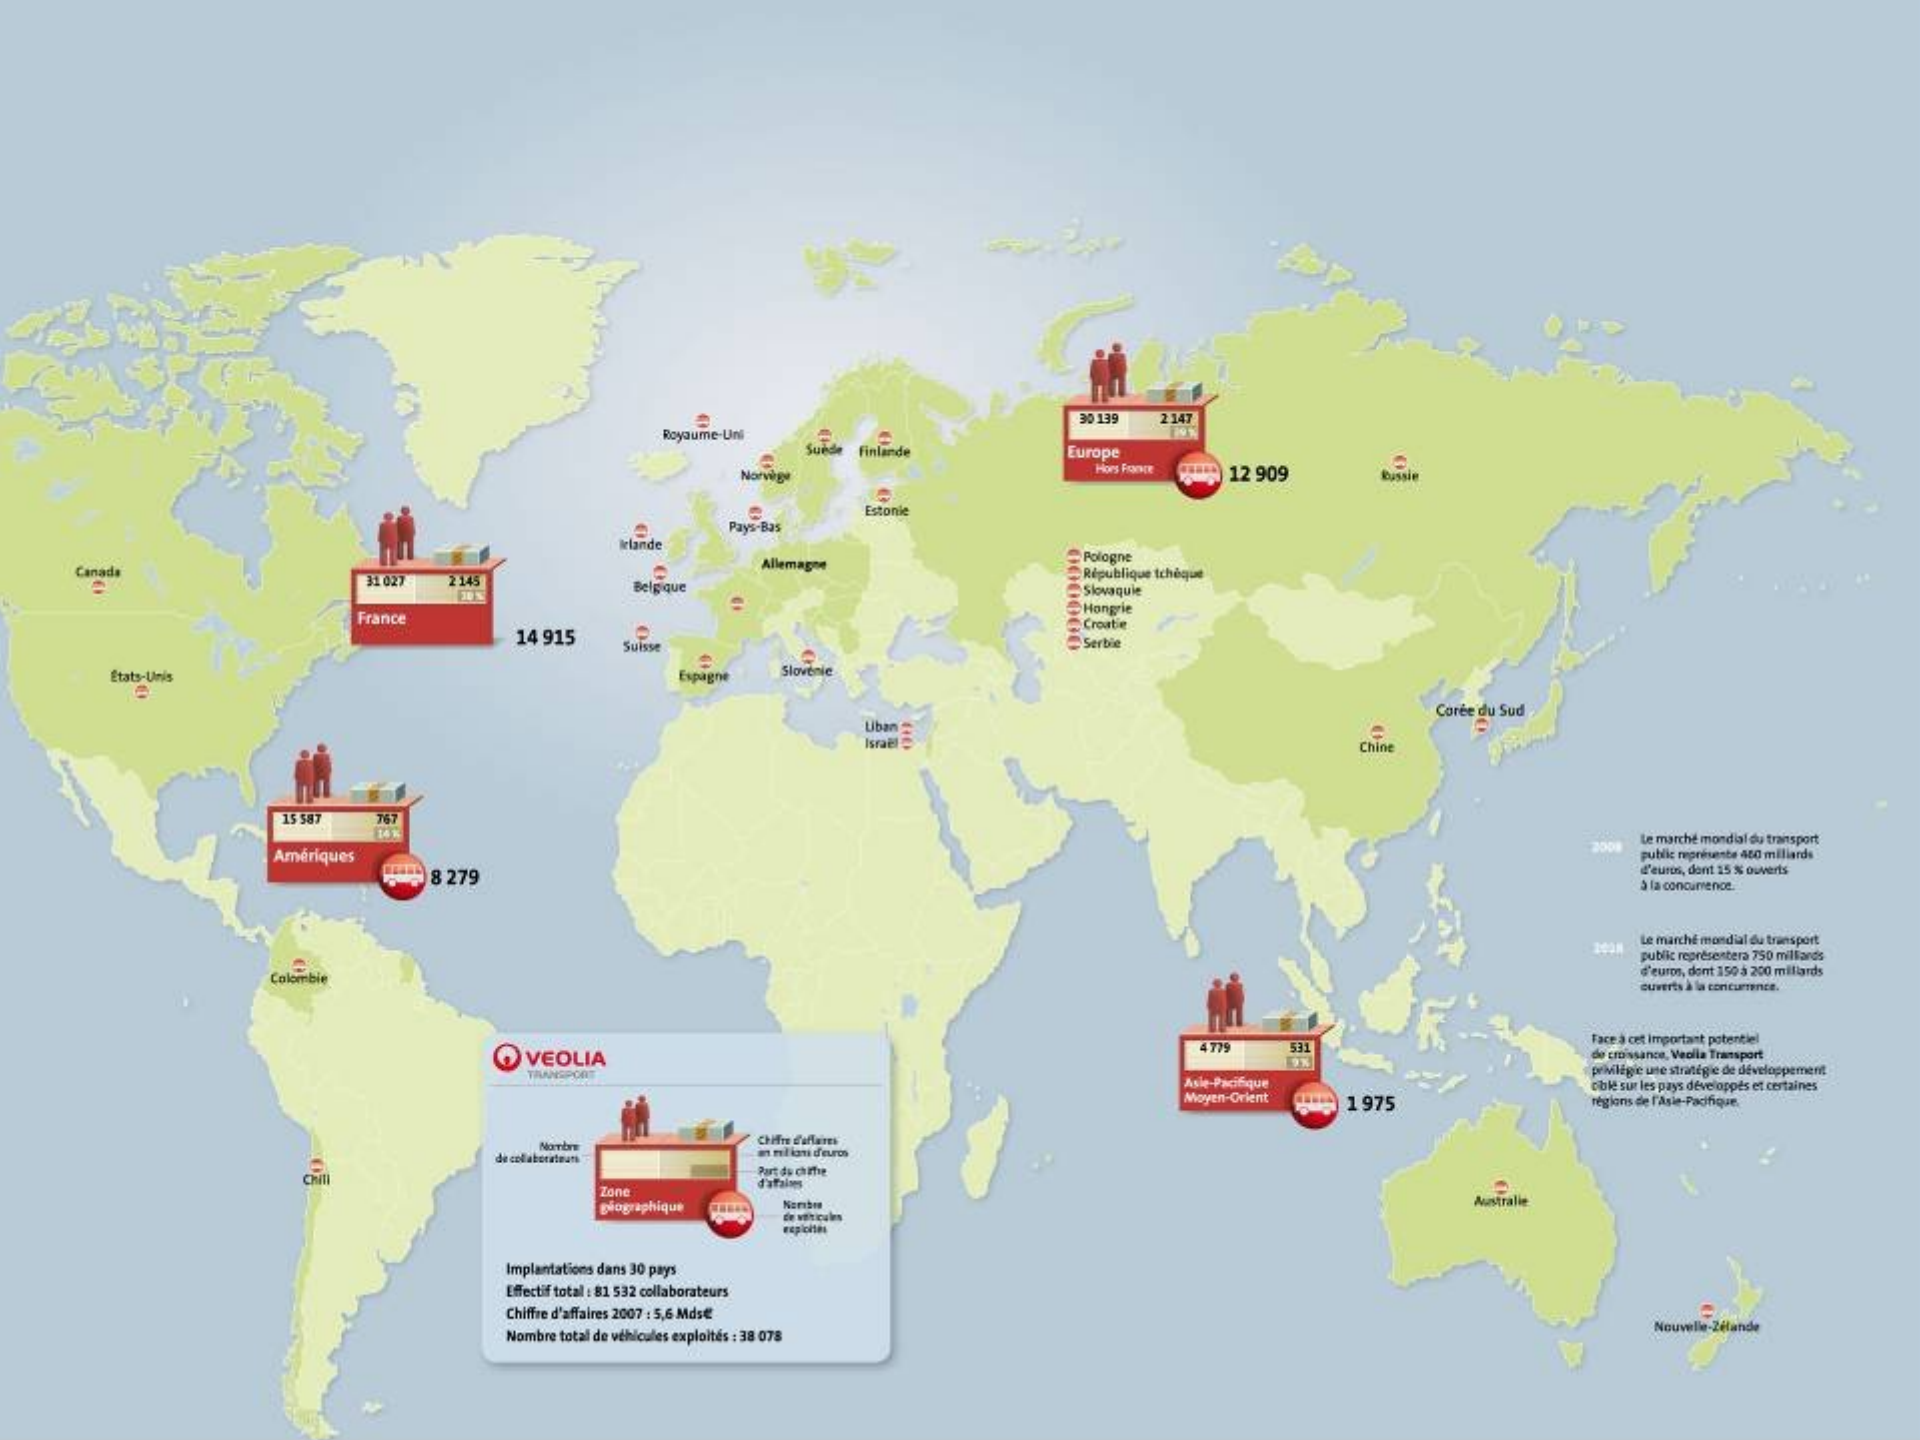 Royaume-Uni
Suède
Finlande
Norvège
Estonie
Pays-Bas
Irlande
Allemagne
Belgique
Suisse
Espagne
Slovénie
Liban
Israël
30 139 2 147
Europe
Hors France
12 909
Russie
Pologne
République tchèque
Slovaquie
Hongrie
Croatie
Serbie
Canada
États-Unis
31 027 2 145
France
14 915
Corée du Sud
Chine
15 587 767
14 %
Amériques
8 279
Colombie
Chili
4 779 531
9 %
Asie-Pacifique
Moyen-Orient
1 975
Australie
Nouvelle-Zélande
Le marché mondial du transport
public représente 460 milliards
d'euros, dont 15 % ouverts
à la concurrence.
Le marché mondial du transport
public représentera 750 milliards
d'euros, dont 150 à 200 milliards
ouverts à la concurrence.
Face à cet important potentiel
de croissance, Veolia Transport
privilégie une stratégie de développement
ciblé sur les pays développés et certaines
régions de l'Asie-Pacifique.
VEOLIA
TRANSPORT
Nombre
de collaborateurs
Chiffre d'affaires
en millions d'euros
Part du chiffre
d'affaires
Zone
géographique
Nombre
de véhicules
exploités
Implantations dans 30 pays
Effectif total : 81 532 collaborateurs
Chiffre d'affaires 2007 : 5,6 Mds€
Nombre total de véhicules exploités : 38 078